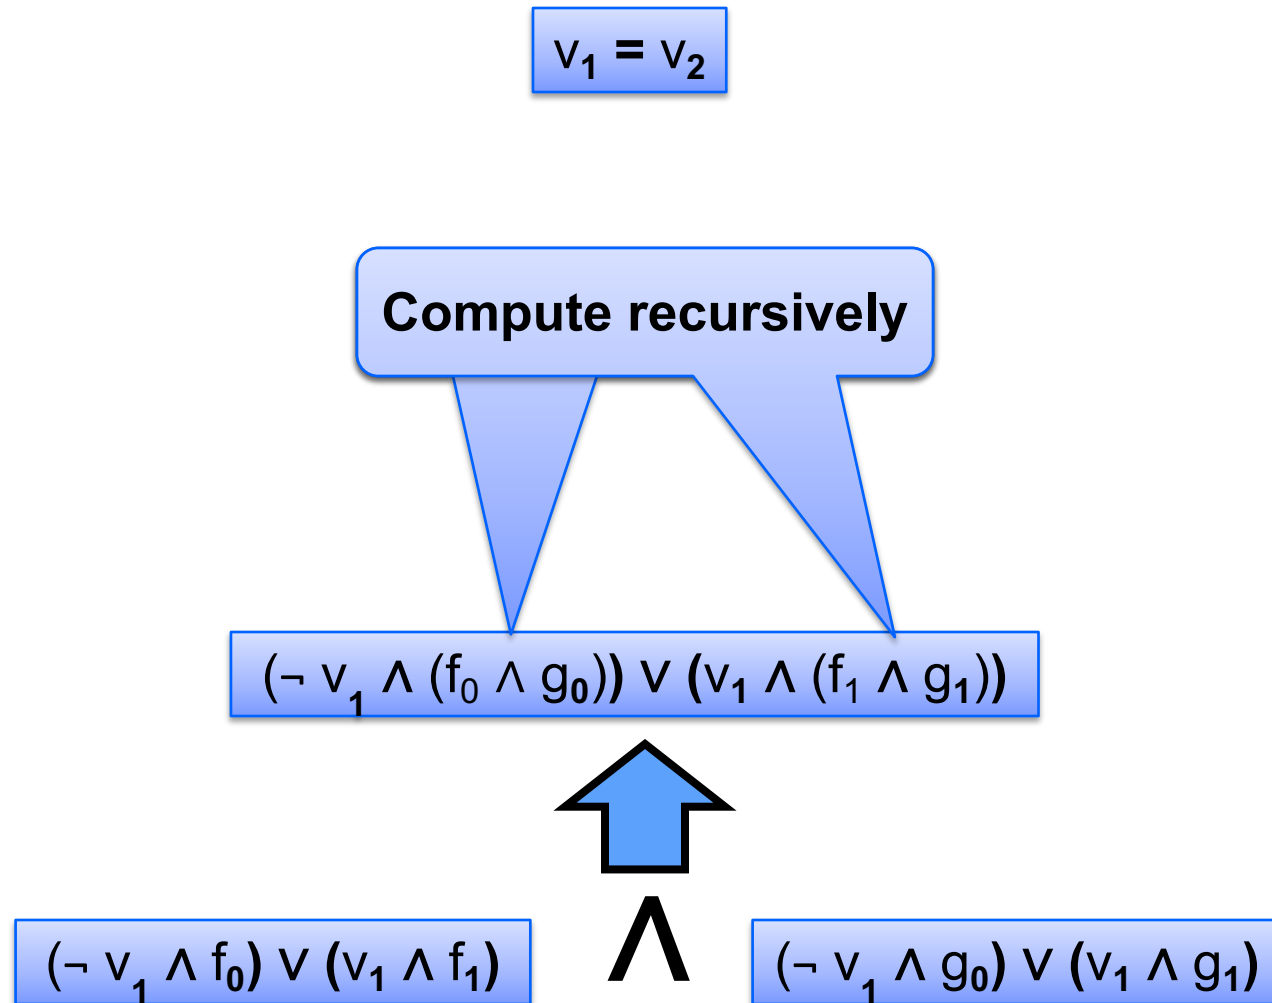 v₁ = v₂
Compute recursively
(¬ v₁ ∧ (f₀ ∧ g₀)) ∨ (v₁ ∧ (f₁ ∧ g₁))
∧
(¬ v₁ ∧ f₀) ∨ (v₁ ∧ f₁)
(¬ v₁ ∧ g₀) ∨ (v₁ ∧ g₁)